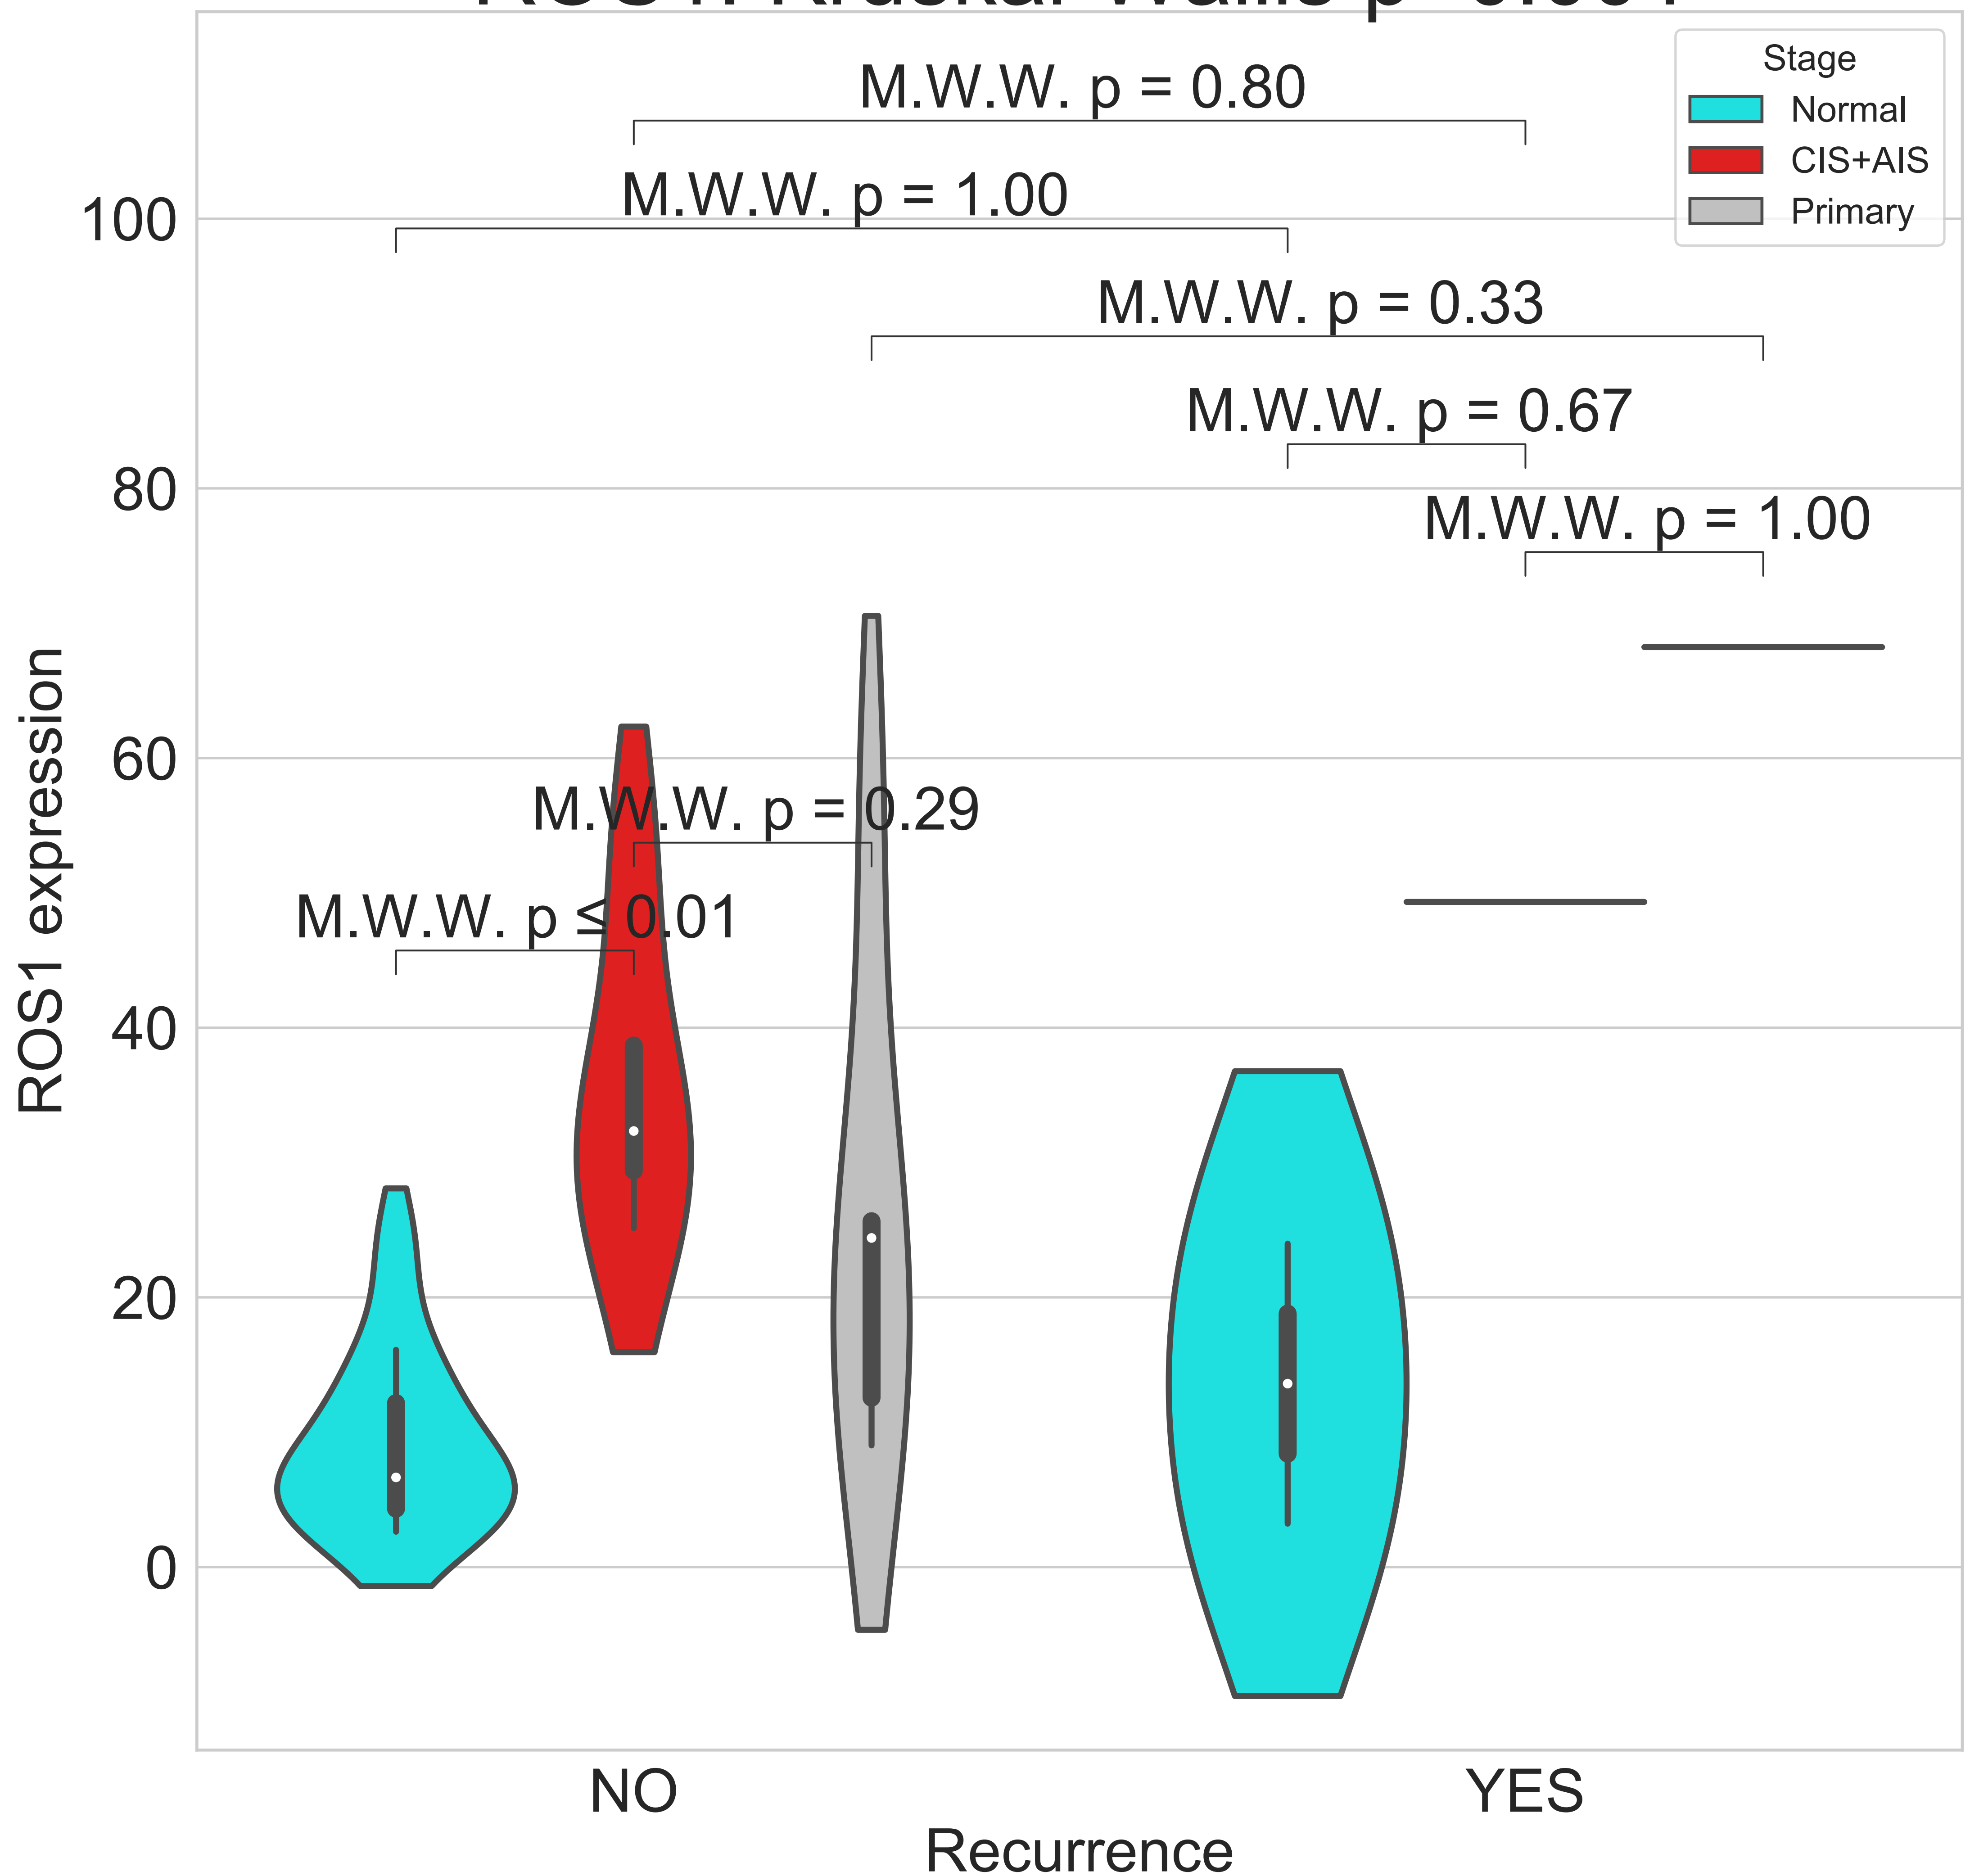 Stage
Normal
CIS+AIS
Primary
M.W.W. p = 0.80
M.W.W. p = 1.00
M.W.W. p = 0.33
M.W.W. p = 0.67
M.W.W. p = 1.00
M.W.W. p = 0.29
M.W.W. p ≤ 0.01
100
80
60
40
20
0
ROS1 expression
NO
YES
Recurrence